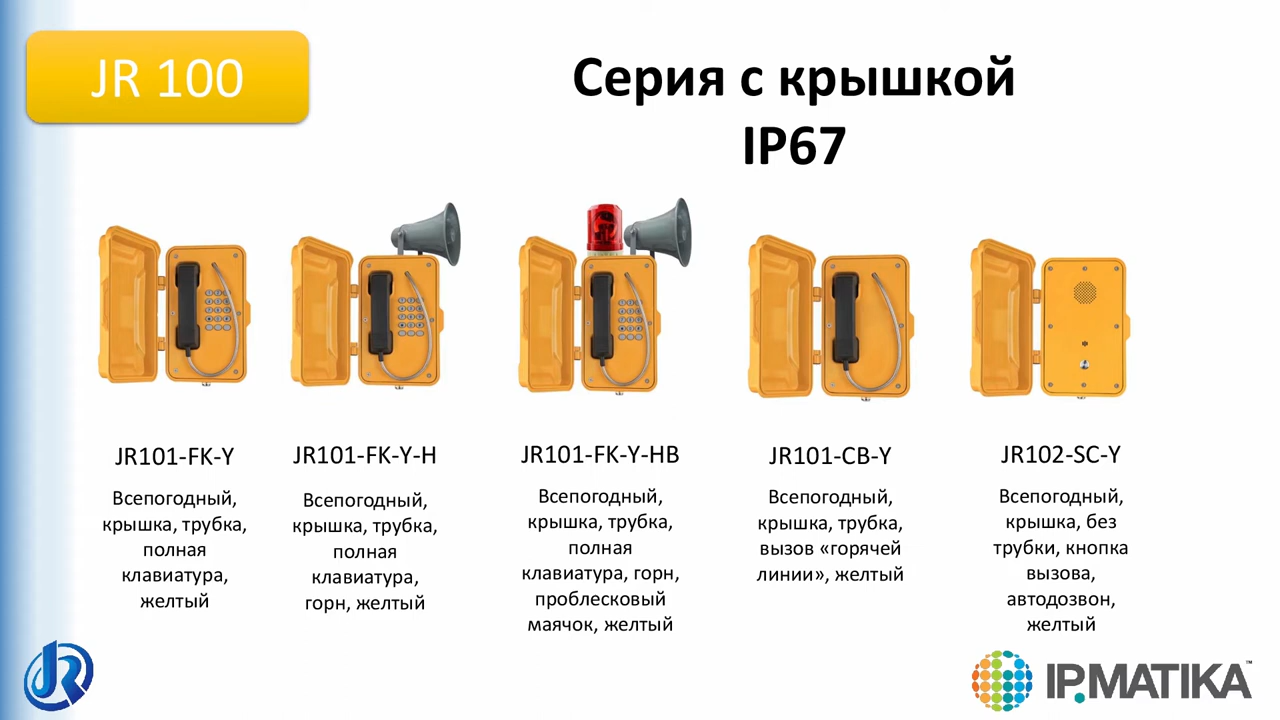 JR 100
Серия с крышкой
IP67
JR101-FK-Y
Всепогодный,
крышка, трубка,
полная
клавиатура,
желтый
JR101-FK-Y-H
Всепогодный,
крышка, трубка,
полная
клавиатура,
горн, желтый
JR101-FK-Y-HB
Всепогодный,
крышка, трубка,
полная
клавиатура, горн,
проблесковый
маячок, желтый
JR101-CB-Y
Всепогодный,
крышка, трубка,
вызов «горячей
линии», желтый
JR102-SC-Y
Всепогодный,
крышка, без
трубки, кнопка
вызова,
автодозвон,
желтый
JR
IPMATIKA™